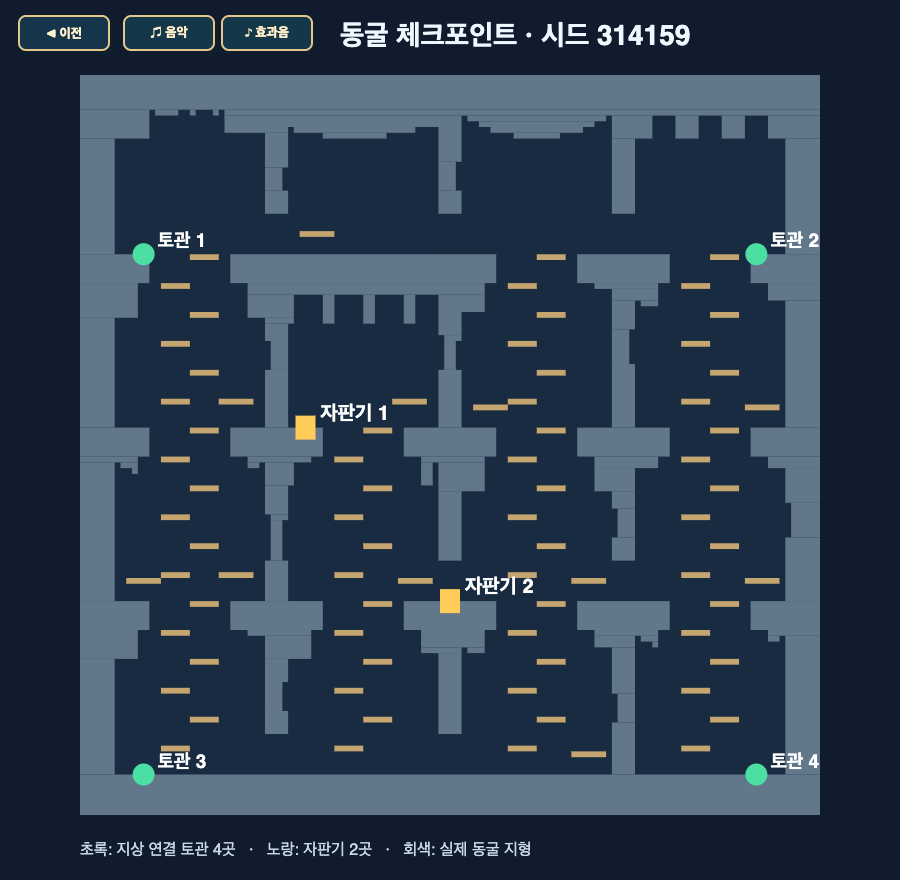 ◀ 이전
♫ 음악
♪ 효과음
동굴 체크포인트 · 시드 314159
토관 1
토관 2
자판기 1
자판기 2
토관 3
토관 4
초록: 지상 연결 토관 4곳 · 노랑: 자판기 2곳 · 회색: 실제 동굴 지형